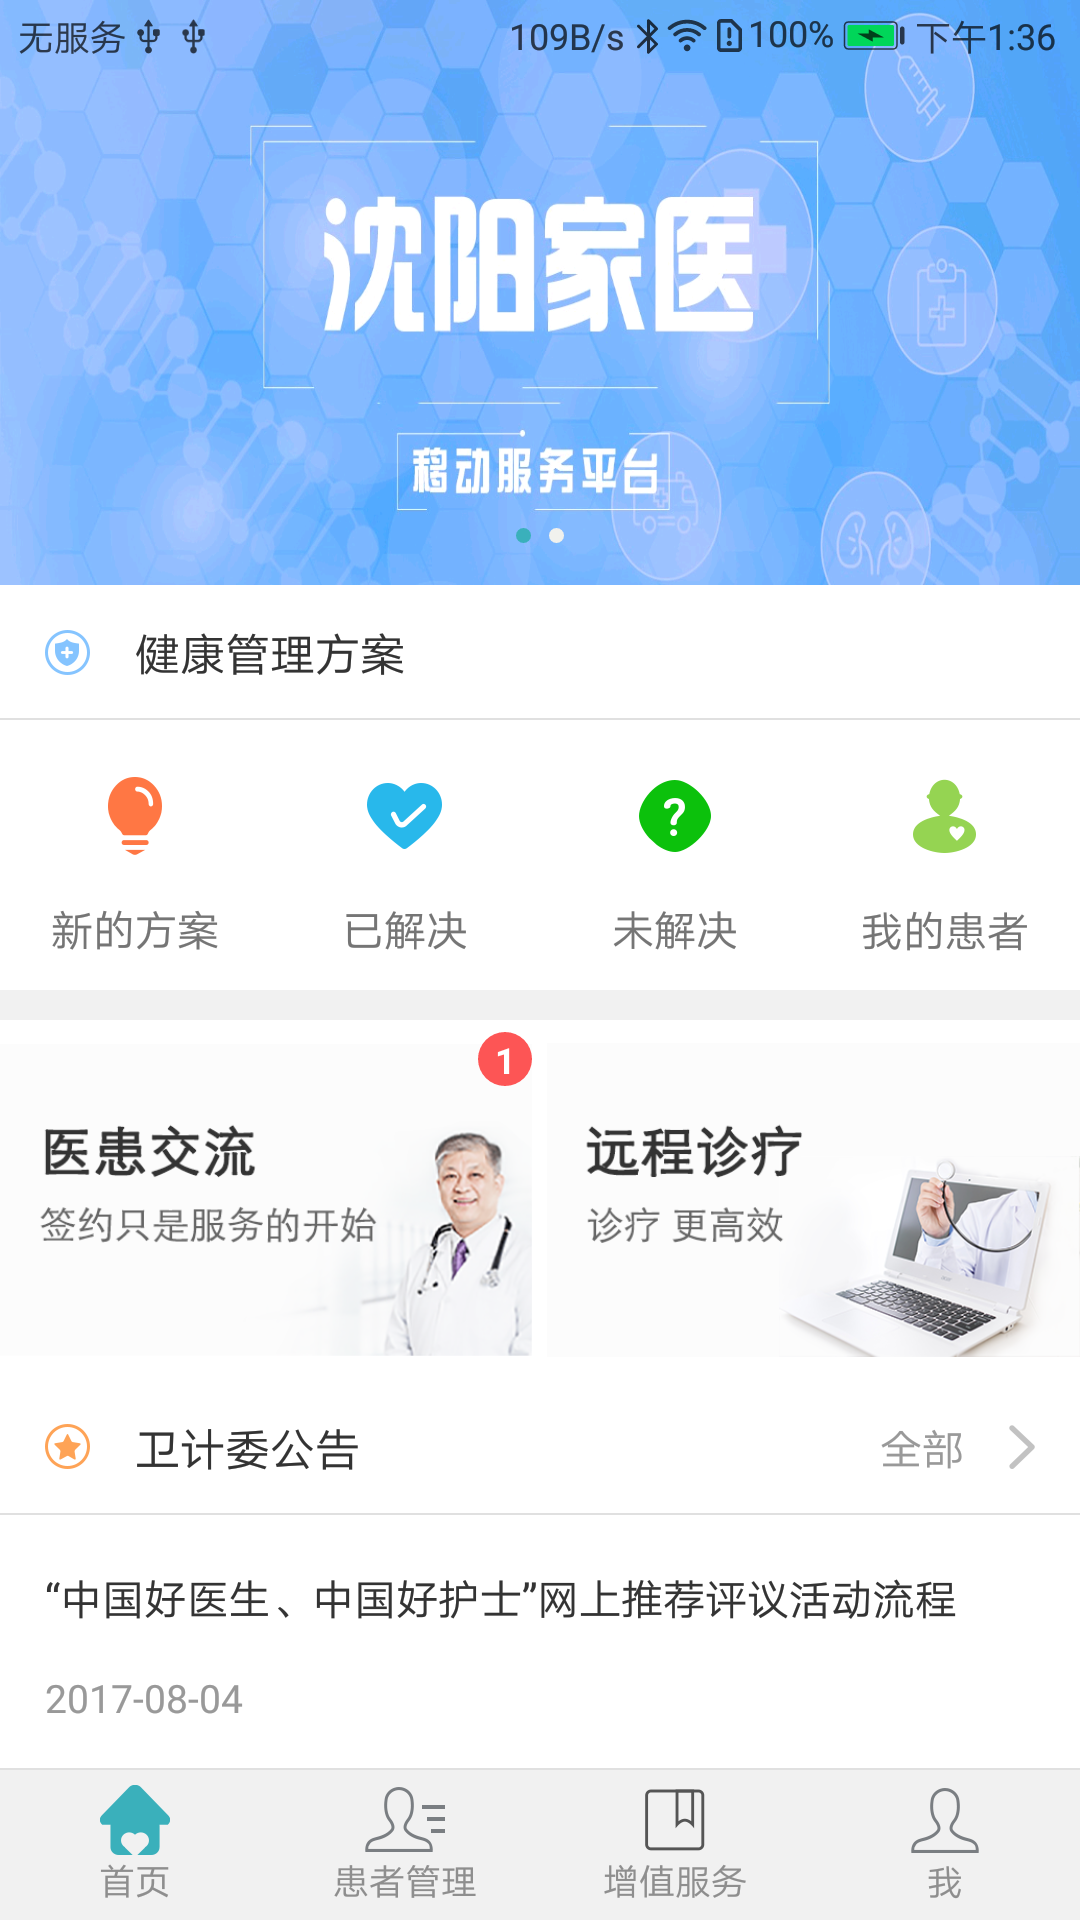 无服务 109B/s 100% 下午1:36
沈阳家医
移动服务平台
健康管理方案
新的方案 已解决 未解决 我的患者
1
医患交流 远程诊疗
签约只是服务的开始 诊疗 更高效
卫计委公告 全部
“中国好医生、中国好护士”网上推荐评议活动流程
2017-08-04
首页 患者管理 增值服务 我